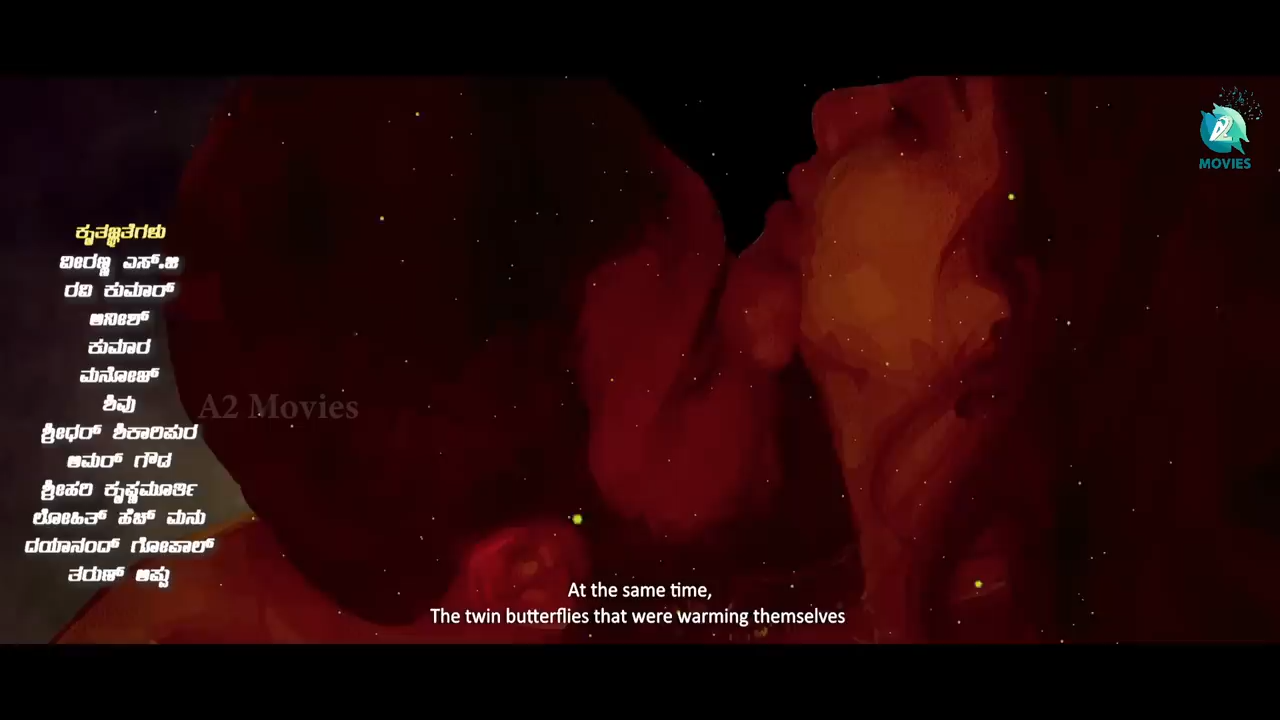 MOVIES
ಕೃತಜ್ಞತೆಗಳು
ವೀರಣ್ಣ ಎಸ್.ಜಿ
ರವಿ ಕುಮಾರ್
ಅನೀಶ್
ಕುಮಾರ
ಮನೋಜ್
ಶಿವು
ಶ್ರೀಧರ್ ಶಿಕಾರಿಪುರ
ಅಮರ್ ಗೌಡ
ಶ್ರೀಹರಿ ಕೃಷ್ಣಮೂರ್ತಿ
ಲೋಹಿತ್ ಹೆಚ್ ಮನು
ದಯಾನಂದ್ ಗೋಪಾಲ್
ತರುಣ್ ಅಪ್ಪು
A2 Movies
At the same time,
The twin butterflies that were warming themselves